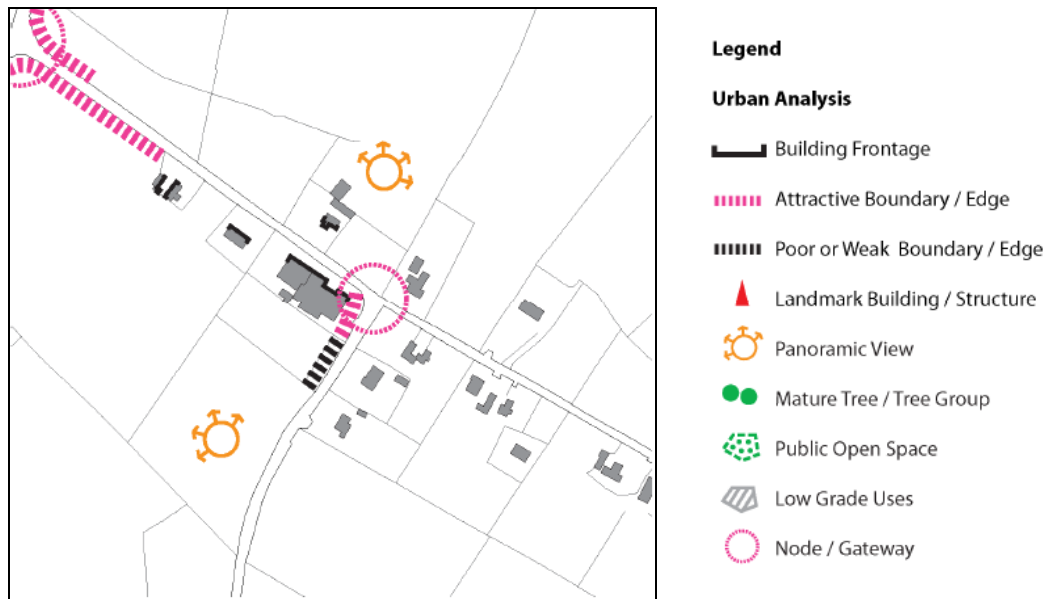 Legend
Urban Analysis
Building Frontage
Attractive Boundary / Edge
Poor or Weak Boundary / Edge
Landmark Building / Structure
Panoramic View
Mature Tree / Tree Group
Public Open Space
Low Grade Uses
Node / Gateway